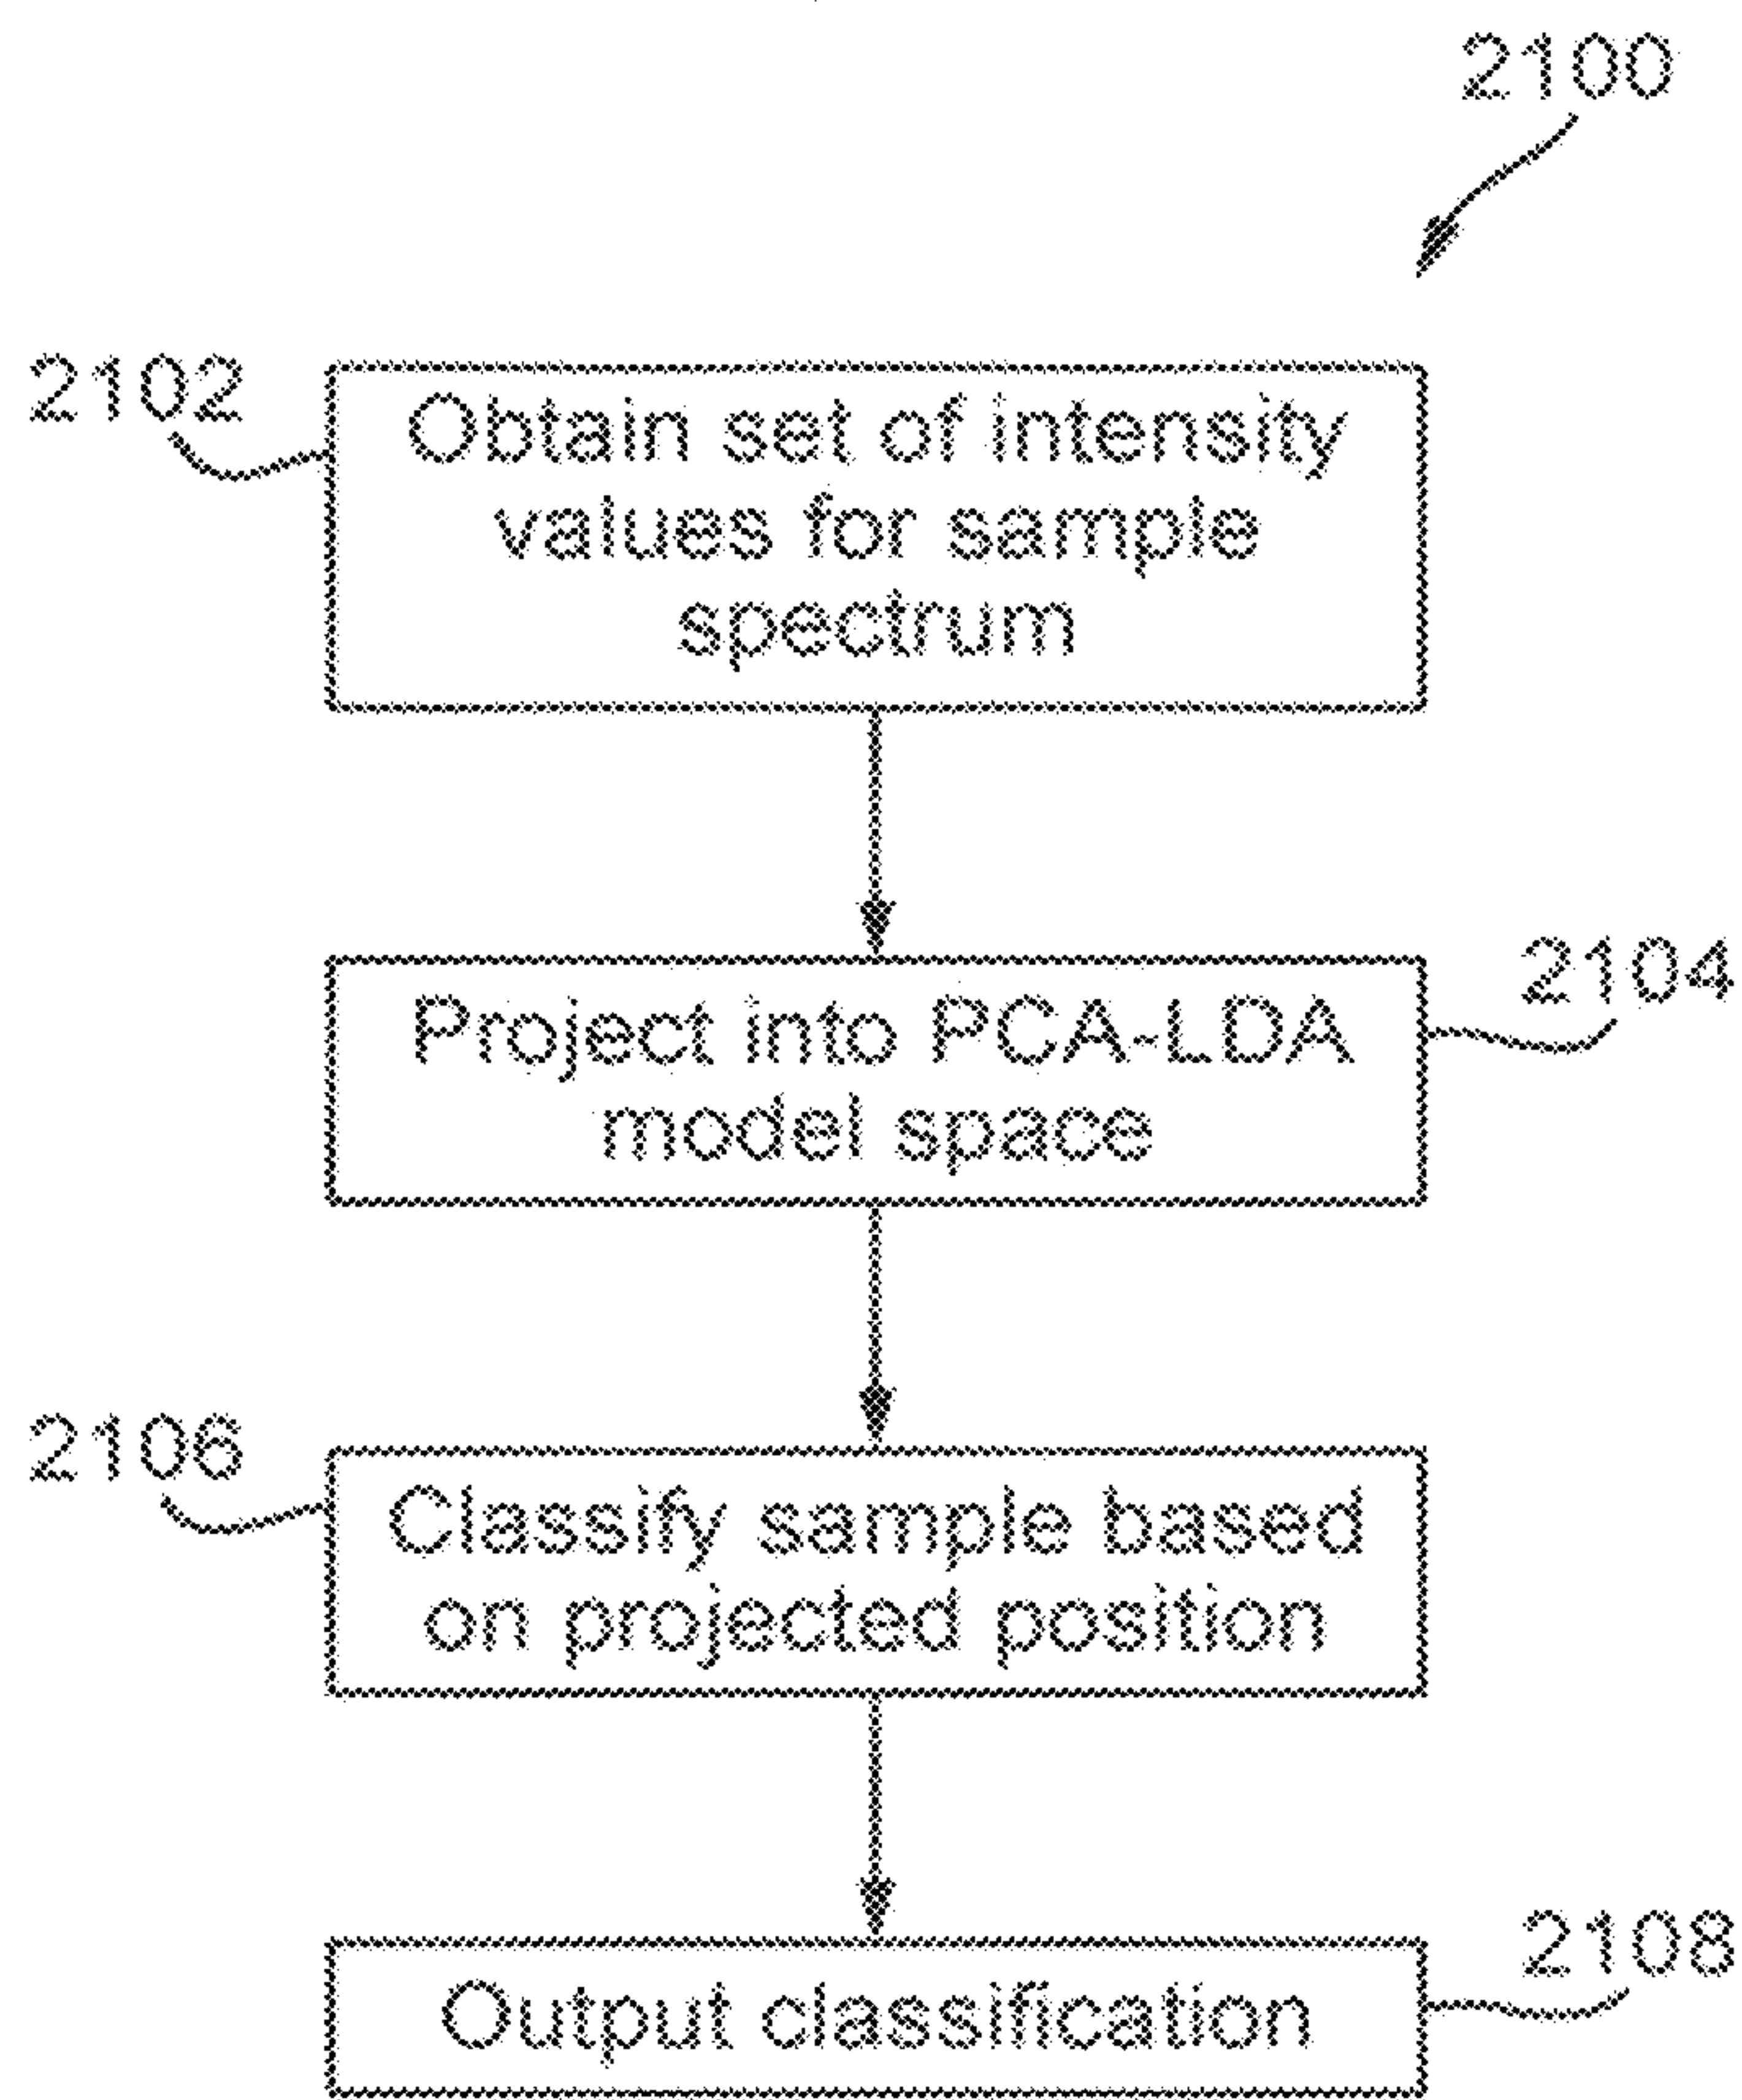 2100
2102
Obtain set of intensity
values for sample
spectrum
2104
Project into PCA-LDA
model space
2106
Classify sample based
on projected position
2108
Output classification